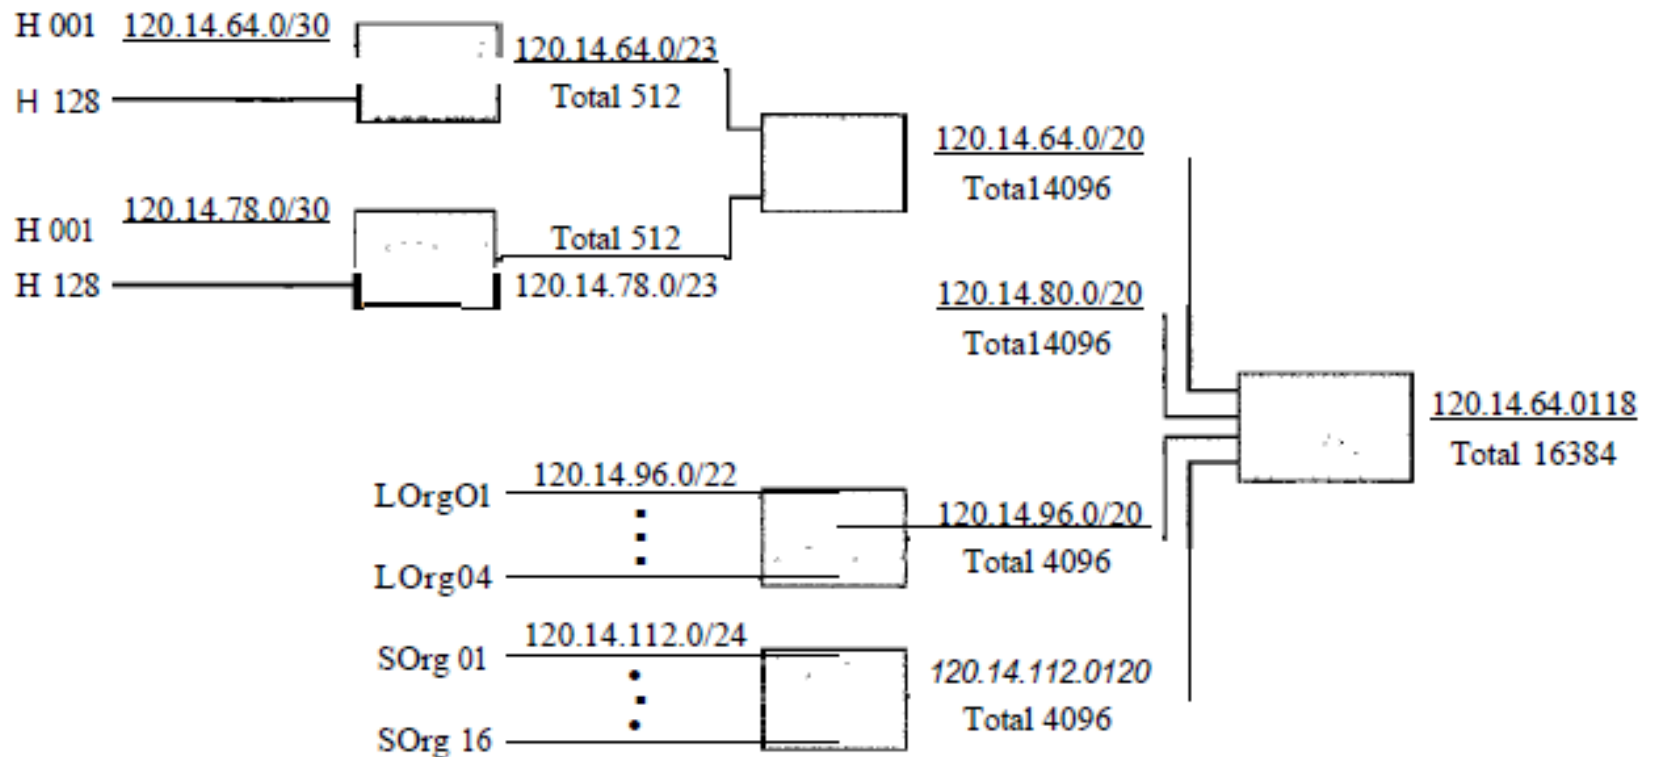 H 001
120.14.64.0/30
H 128
120.14.64.0/23
Total 512
120.14.78.0/30
H 001
H 128
Total 512
120.14.78.0/23
120.14.64.0/20
Tota14096
120.14.80.0/20
Tota14096
120.14.64.0118
Total 16384
LOrgO1
120.14.96.0/22
LOrg04
120.14.96.0/20
Total 4096
SOrg 01
120.14.112.0/24
SOrg 16
120.14.112.0120
Total 4096